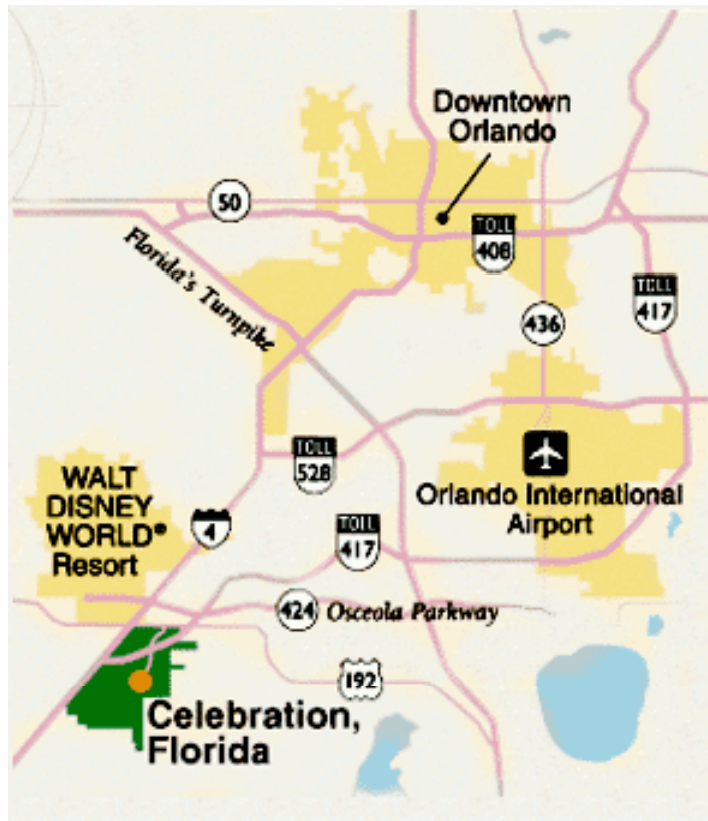 Downtown
Orlando
50
TOLL
408
Florida's Turnpike
TOLL
417
436
TOLL
528
WALT
DISNEY
WORLD®
Resort
4
TOLL
417
Orlando International
Airport
424 Osceola Parkway
192
Celebration,
Florida